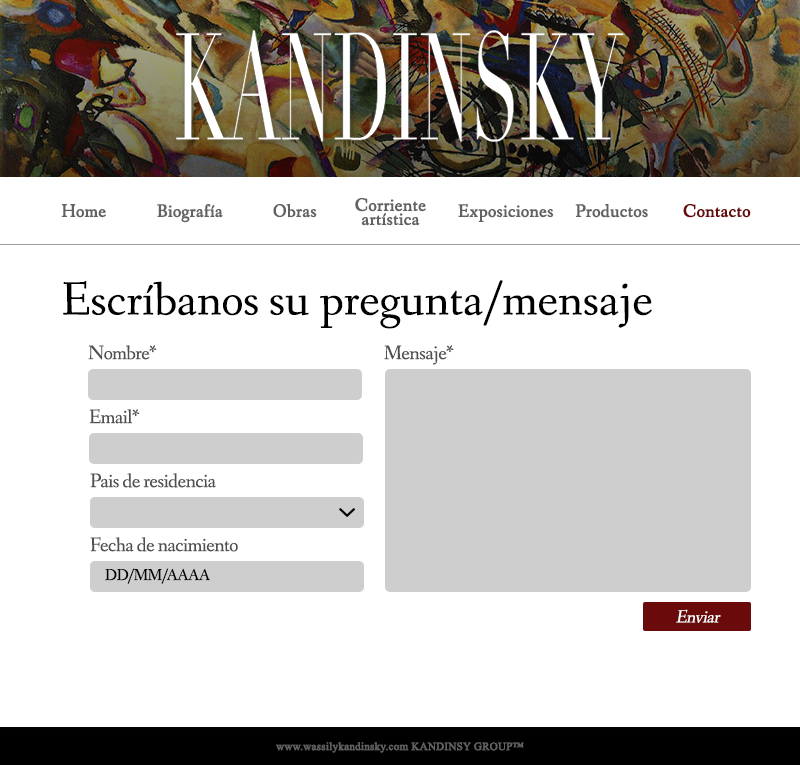 KANDINSKY
Home Biografía Obras Corriente artística Exposiciones Productos Contacto
Escríbanos su pregunta/mensaje
Nombre*
Mensaje*
Email*
Pais de residencia
Fecha de nacimiento
DD/MM/AAAA
Enviar
www.wassilykandinsky.com KANDINSY GROUP™